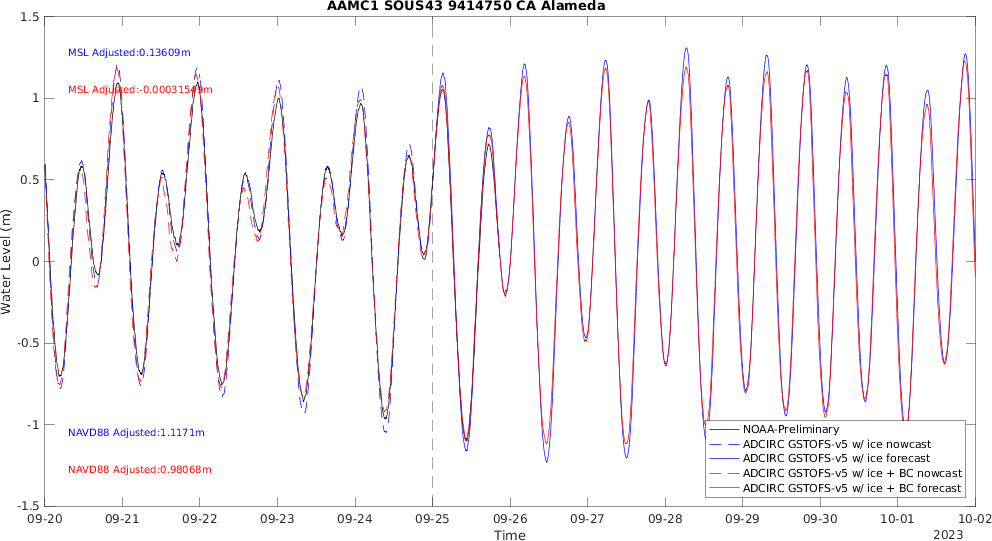 AAMC1 SOUS43 9414750 CA Alameda
1.5
1
0.5
0
-0.5
-1
-1.5
Water Level (m)
MSL Adjusted:0.13609m
MSL Adjusted:-0.00031549m
NAVD88 Adjusted:1.1171m
NAVD88 Adjusted:0.98068m
NOAA-Preliminary
ADCIRC GSTOFS-v5 w/ ice nowcast
ADCIRC GSTOFS-v5 w/ ice forecast
ADCIRC GSTOFS-v5 w/ ice + BC nowcast
ADCIRC GSTOFS-v5 w/ ice + BC forecast
09-20 09-21 09-22 09-23 09-24 09-25 09-26 09-27 09-28 09-29 09-30 10-01 10-02
Time
2023